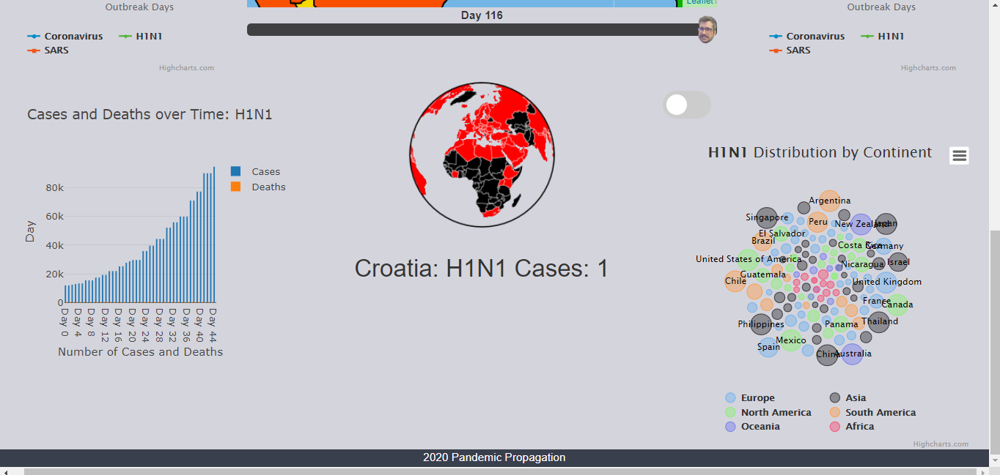 Outbreak Days
Coronavirus
H1N1
SARS
Highcharts.com
Leaflet
Day 116
Outbreak Days
Coronavirus
H1N1
SARS
Highcharts.com
Cases and Deaths over Time: H1N1
Cases
Deaths
80k
60k
40k
20k
0
Day
Day 0
Day 4
Day 8
Day 12
Day 16
Day 20
Day 24
Day 28
Day 32
Day 36
Day 40
Day 44
Number of Cases and Deaths
Croatia: H1N1 Cases: 1
H1N1 Distribution by Continent
Argentina
Singapore
Peru
New Zealand
Japan
El Salvador
Brazil
Costa Rica
Germany
United States of America
Nicaragua
Israel
Guatemala
Chile
United Kingdom
France
Canada
Philippines
Panama
Thailand
Mexico
Spain
China
Australia
Europe
Asia
North America
South America
Oceania
Africa
Highcharts.com
2020 Pandemic Propagation